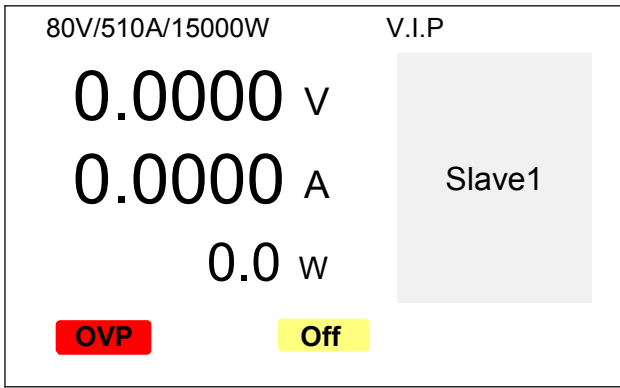 80V/510A/15000W V.I.P
0.0000 V
0.0000 A
Slave1
0.0 W
OVP Off